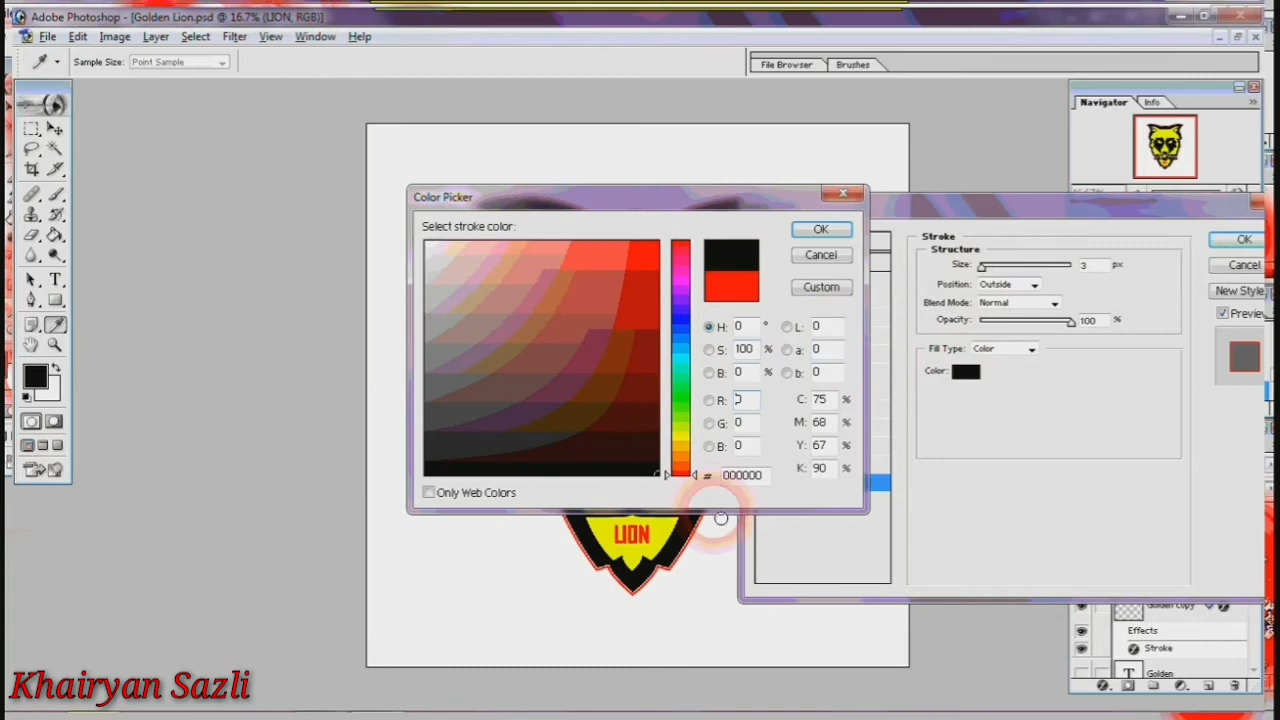 Adobe Photoshop - [Golden Lion.psd @ 16.7% (LION, RGB)]
File Edit Image Layer Select Filter View Window Help
Sample Size: Point Sample
File Browser Brushes
Navigator Info
Color Picker
Select stroke color:
OK
Cancel
Custom
H: 0 °
S: 100 %
B: 0 %
R:
G: 0
B: 0
L: 0
a: 0
b: 0
C: 75 %
M: 68 %
Y: 67 %
K: 90 %
# 000000
Only Web Colors
Stroke
Structure
Size: 3 px
Position: Outside
Blend Mode: Normal
Opacity: 100 %
Fill Type: Color
Color:
OK
Cancel
New Style
Preview
LION
Golden copy
Effects
Stroke
T Golden
Khairyan Sazli